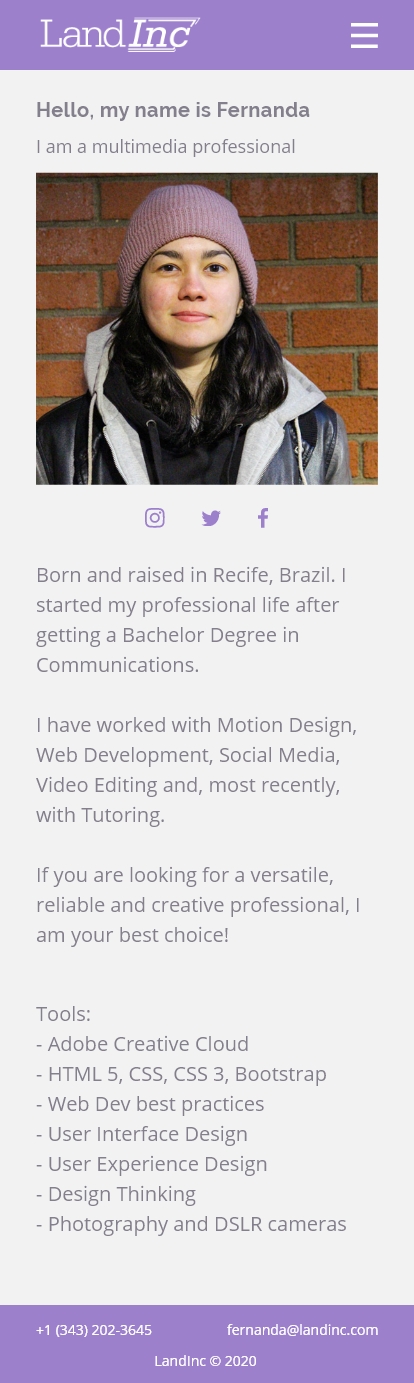 Land Inc
Hello, my name is Fernanda
I am a multimedia professional
Born and raised in Recife, Brazil. I
started my professional life after
getting a Bachelor Degree in
Communications.
I have worked with Motion Design,
Web Development, Social Media,
Video Editing and, most recently,
with Tutoring.
If you are looking for a versatile,
reliable and creative professional, I
am your best choice!
Tools:
- Adobe Creative Cloud
- HTML 5, CSS, CSS 3, Bootstrap
- Web Dev best practices
- User Interface Design
- User Experience Design
- Design Thinking
- Photography and DSLR cameras
+1 (343) 202-3645 fernanda@landinc.com
LandInc © 2020